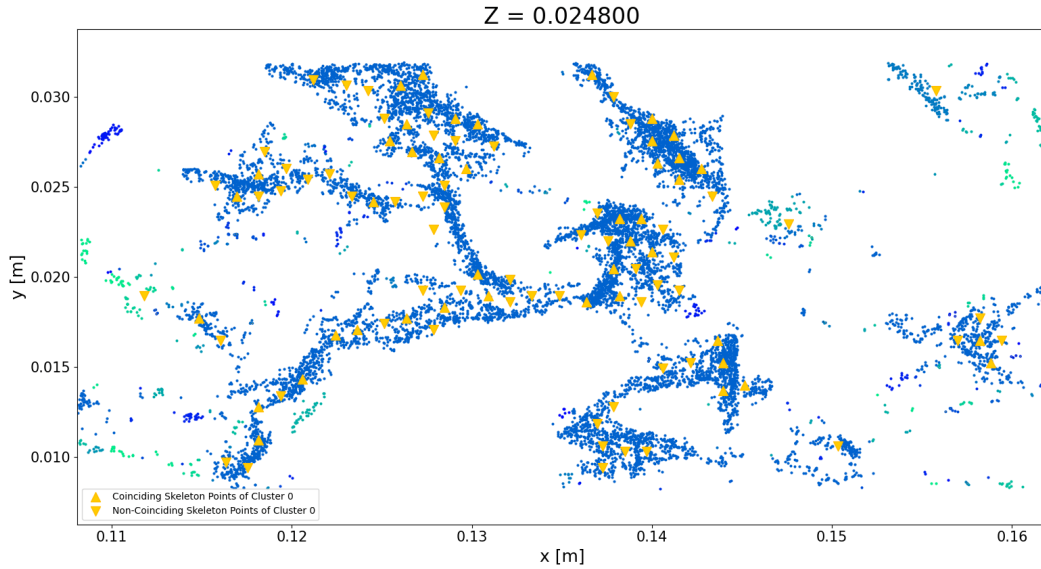 Z = 0.024800
y [m]
0.030
0.025
0.020
0.015
0.010
Coinciding Skeleton Points of Cluster 0
Non-Coinciding Skeleton Points of Cluster 0
0.11 0.12 0.13 0.14 0.15 0.16
x [m]